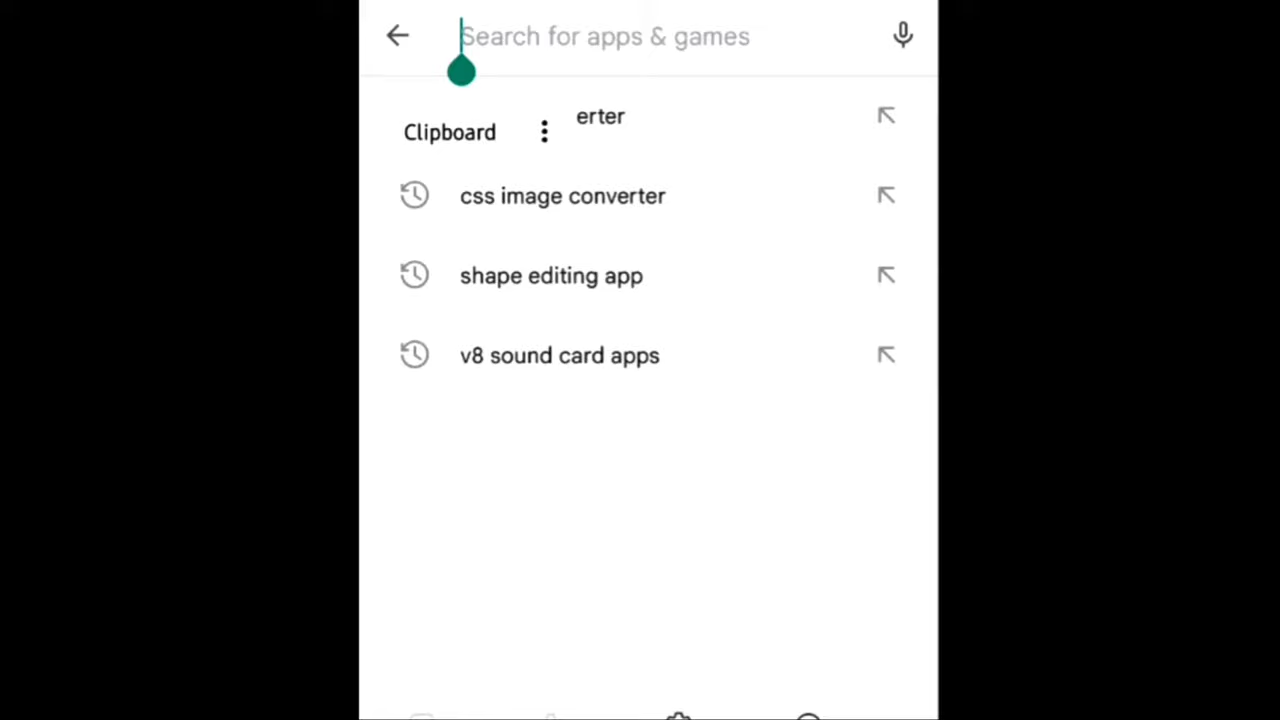 Search for apps & games
erter
Clipboard
css image converter
shape editing app
v8 sound card apps